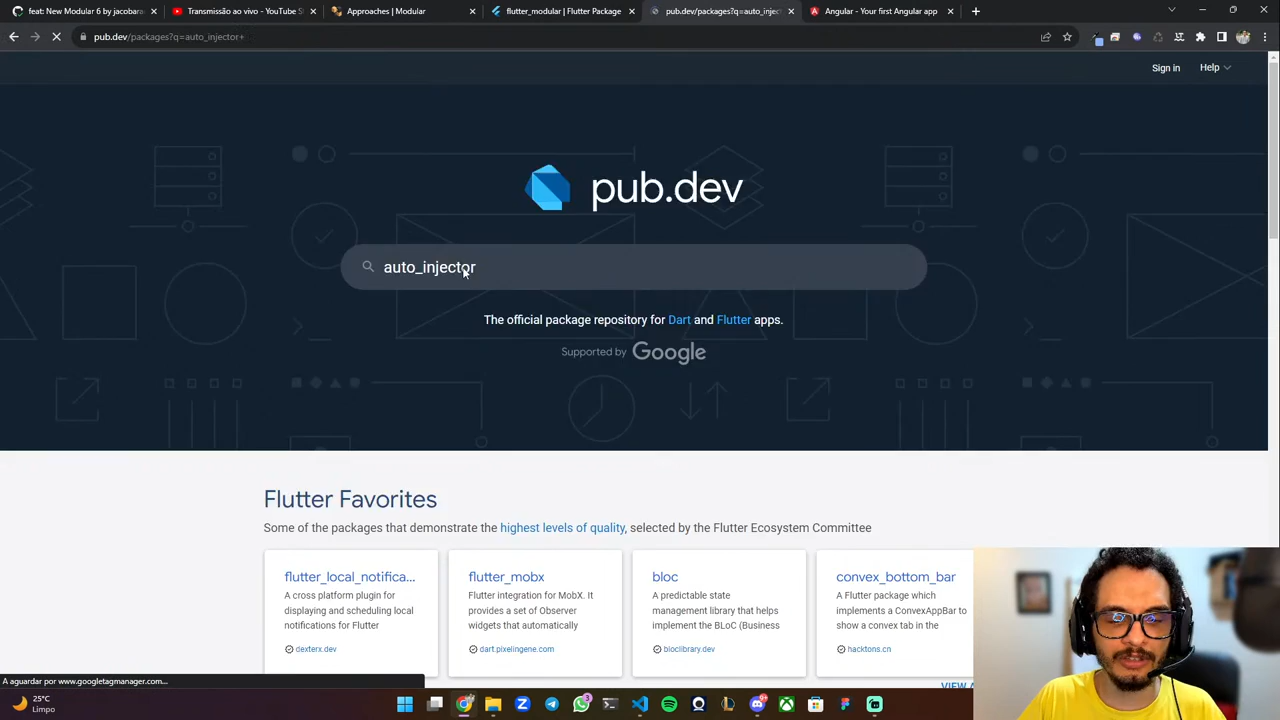 feat: New Modular 6 by jacobara
Transmissão ao vivo - YouTube S
Approaches | Modular
flutter_modular | Flutter Package
pub.dev/packages?q=auto_injec
Angular - Your first Angular app
pub.dev/packages?q=auto_injector+
Sign in
Help
pub.dev
auto_injector
The official package repository for Dart and Flutter apps.
Supported by Google
Flutter Favorites
Some of the packages that demonstrate the highest levels of quality, selected by the Flutter Ecosystem Committee
flutter_local_notifica...
A cross platform plugin for
displaying and scheduling local
notifications for Flutter
dexterx.dev
flutter_mobx
Flutter integration for MobX. It
provides a set of Observer
widgets that automatically
dart.pixelingene.com
bloc
A predictable state
management library that helps
implement the BLoC (Business
bloclibrary.dev
convex_bottom_bar
A Flutter package which
implements a ConvexAppBar to
show a convex tab in the
hacktons.cn
VIEW A
A aguardar por www.googletagmanager.com...
25°C
Limpo